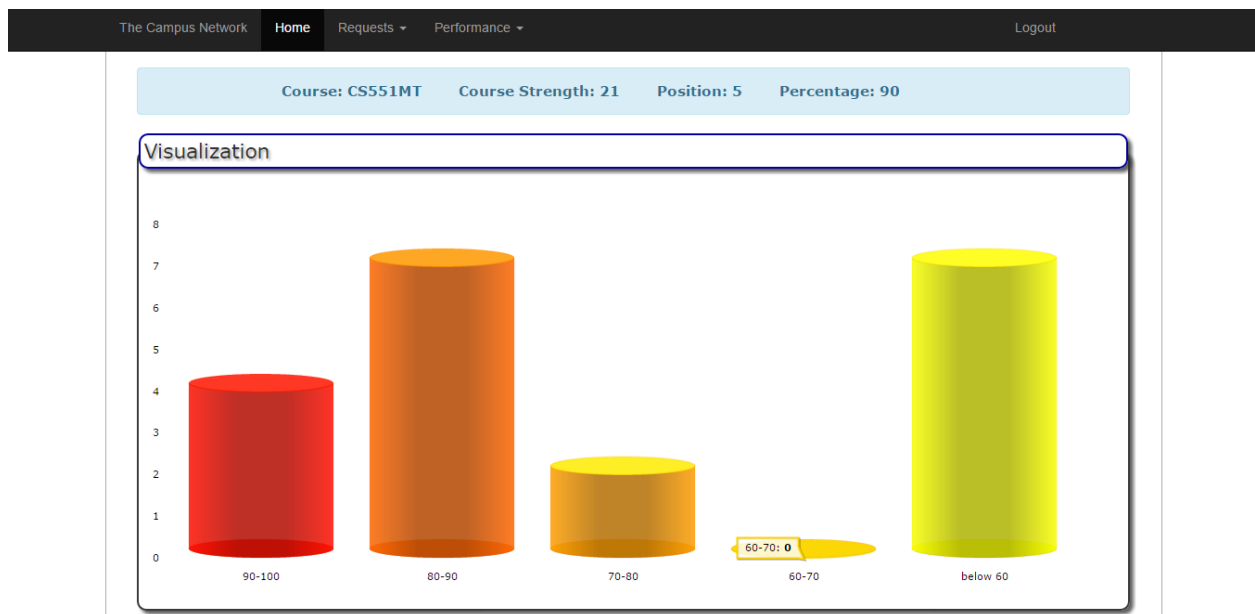 The Campus Network Home Requests Performance Logout
Course: CS551MT Course Strength: 21 Position: 5 Percentage: 90
Visualization
8
7
6
5
4
3
2
1
0
60-70: 0
90-100 80-90 70-80 60-70 below 60